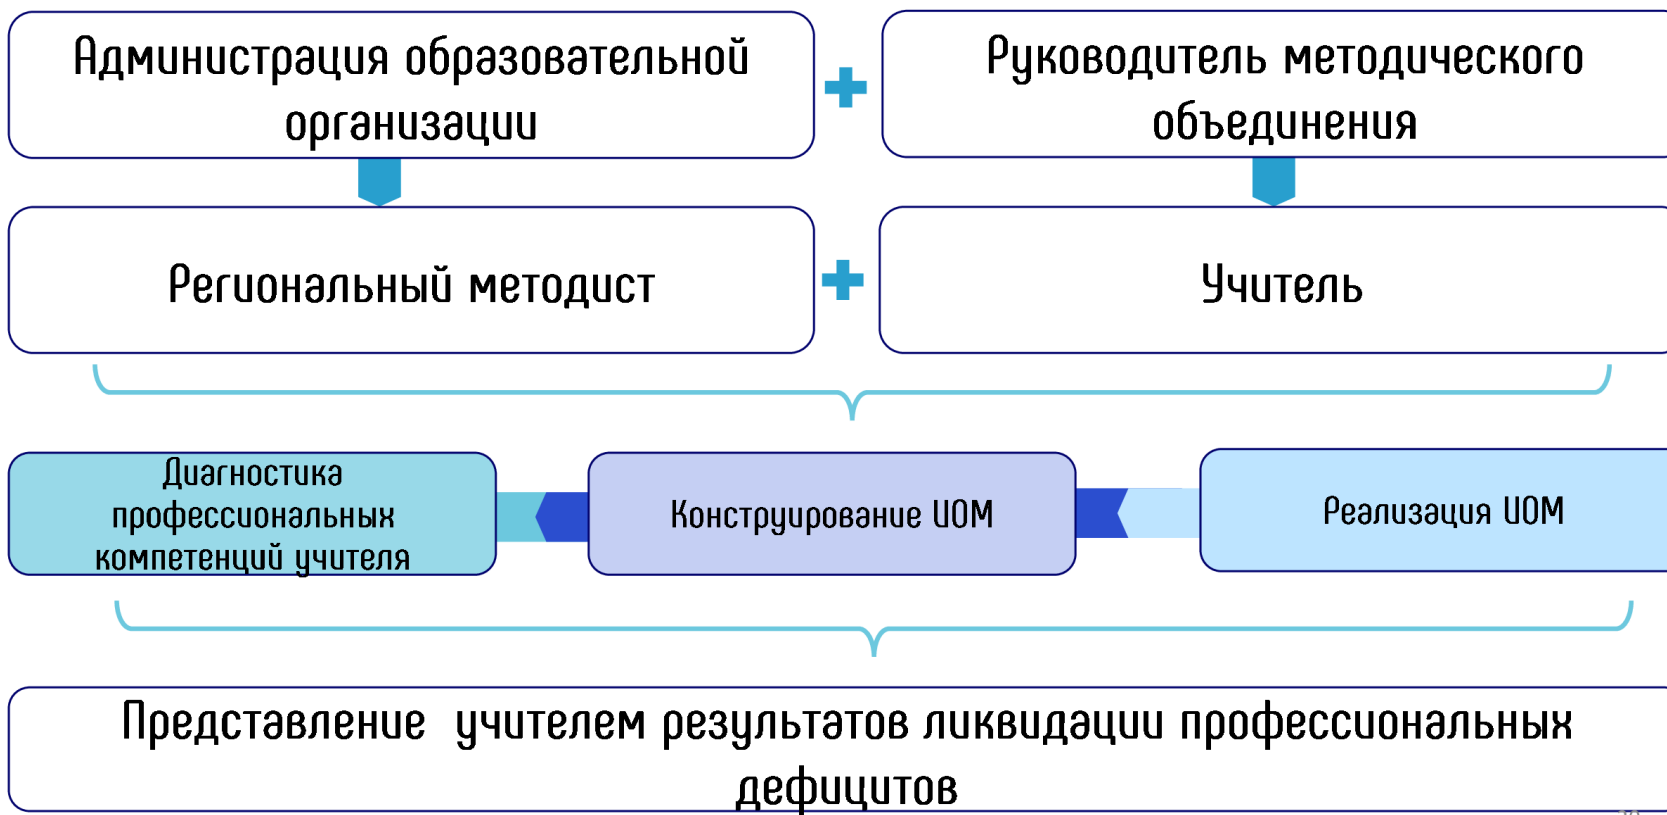 Администрация образовательной
организации
Руководитель методического
объединения
Региональный методист
Учитель
Диагностика
профессиональных
компетенций учителя
Конструирование ИОМ
Реализация ИОМ
Представление учителем результатов ликвидации профессиональных
дефицитов